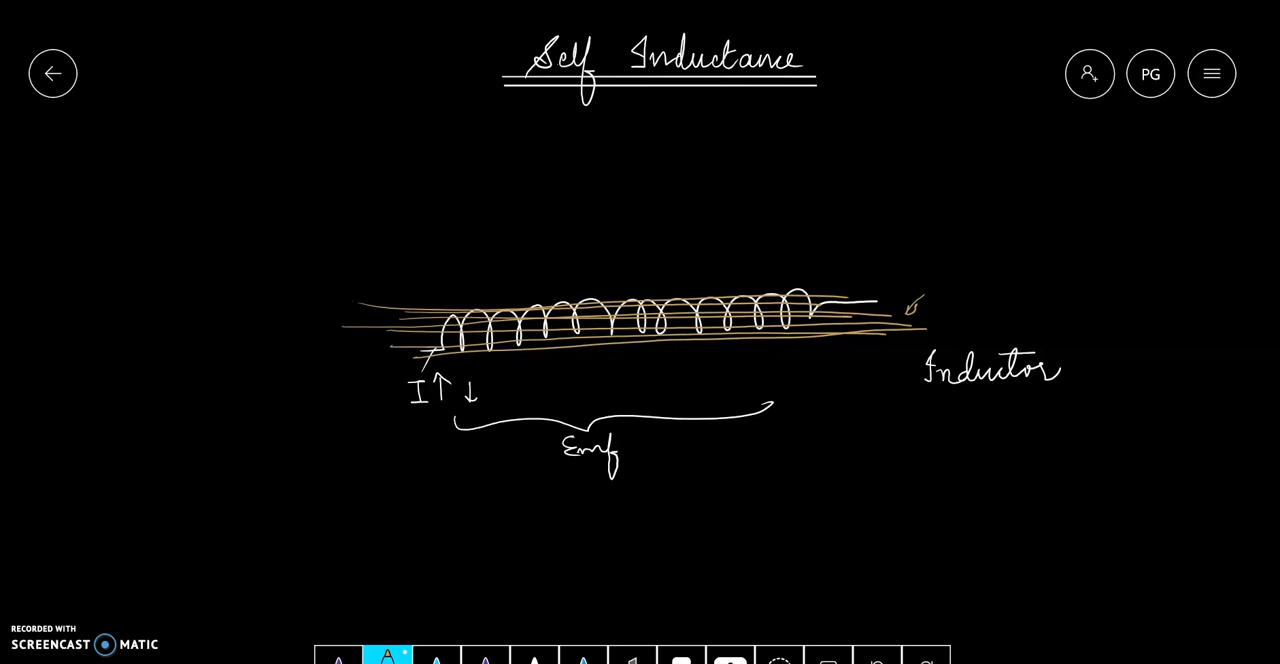 Self Inductance
PG
Inductor
I↑ ↓
Emf
RECORDED WITH
SCREENCAST MATIC